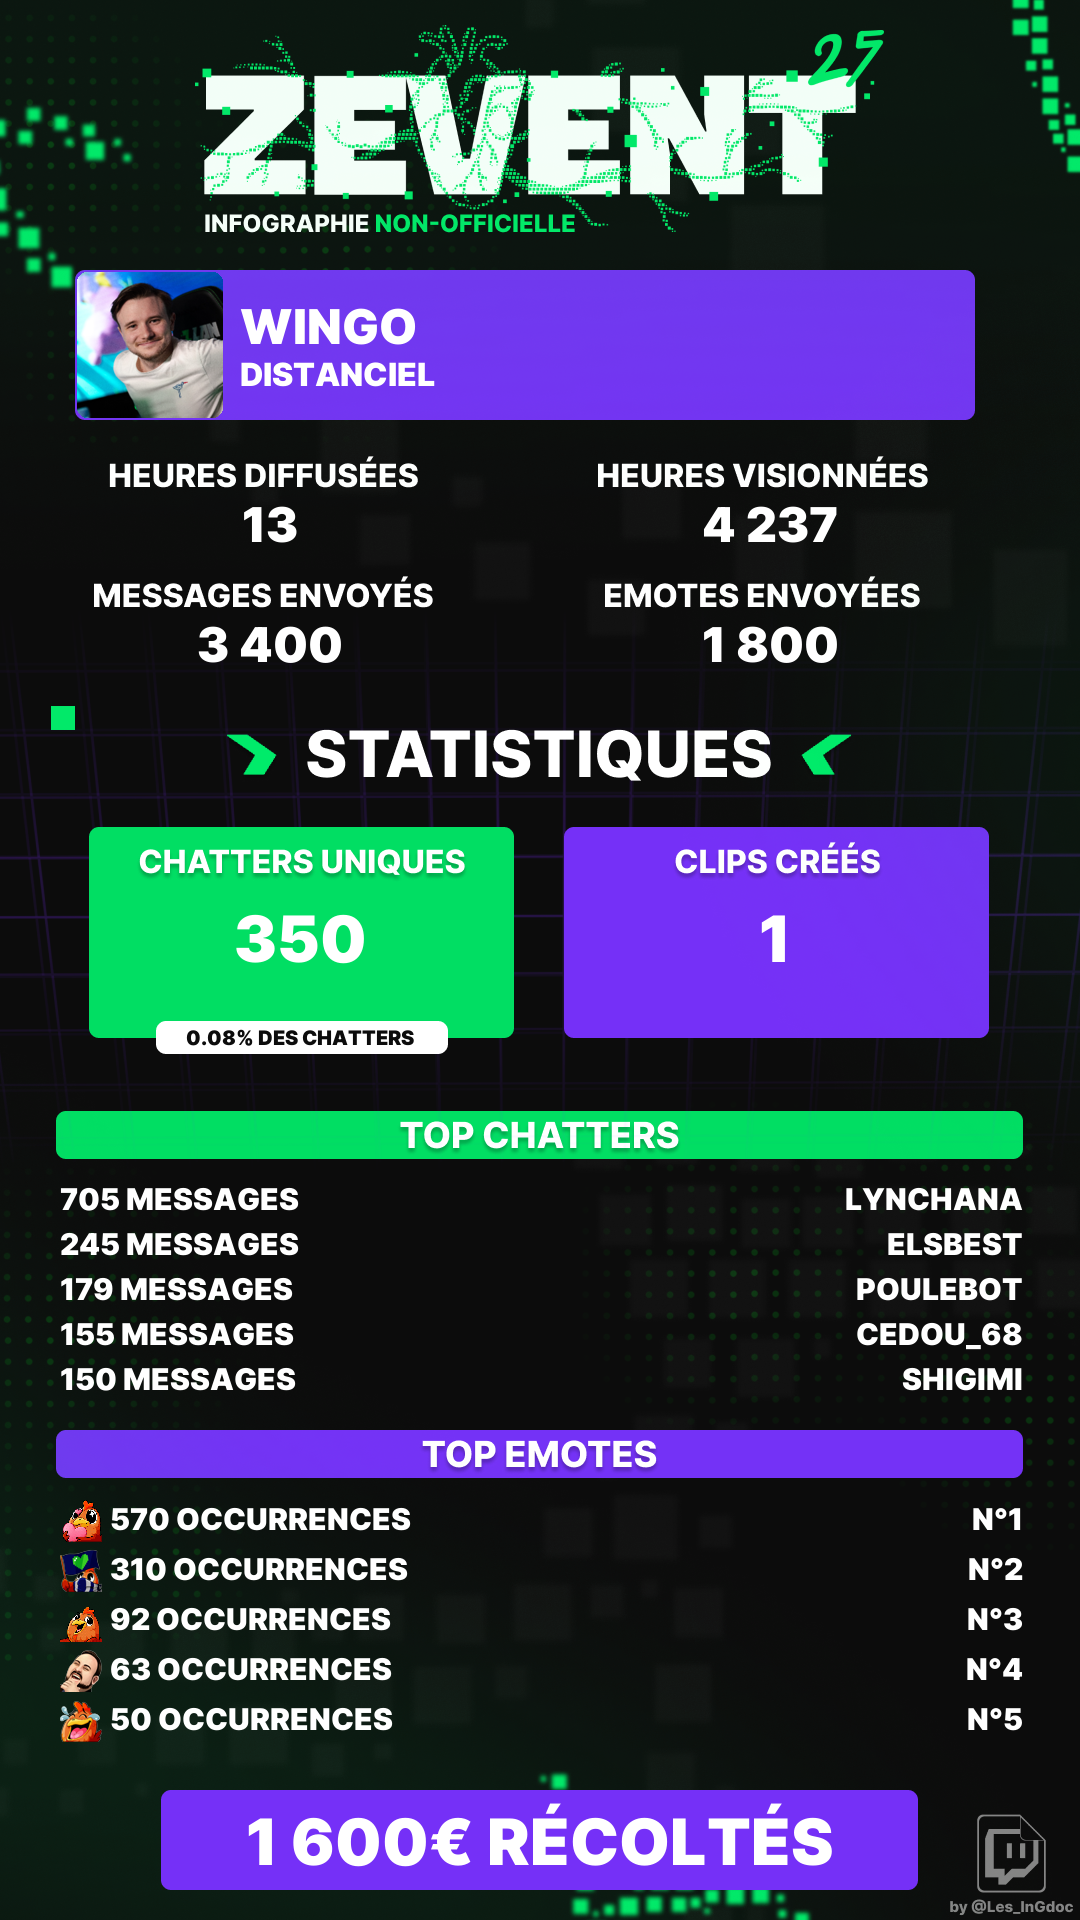 ZEVENT 25
INFOGRAPHIE NON-OFFICIELLE
WINGO
DISTANCIEL
HEURES DIFFUSÉES
13
HEURES VISIONNÉES
4 237
MESSAGES ENVOYÉS
3 400
EMOTES ENVOYÉES
1 800
STATISTIQUES
CHATTERS UNIQUES
350
0.08% DES CHATTERS
CLIPS CRÉÉS
1
TOP CHATTERS
705 MESSAGES LYNCHANA
245 MESSAGES ELSBEST
179 MESSAGES POULEBOT
155 MESSAGES CEDOU_68
150 MESSAGES SHIGIMI
TOP EMOTES
570 OCCURRENCES N°1
310 OCCURRENCES N°2
92 OCCURRENCES N°3
63 OCCURRENCES N°4
50 OCCURRENCES N°5
1 600€ RÉCOLTÉS
by @Les_InGdoc